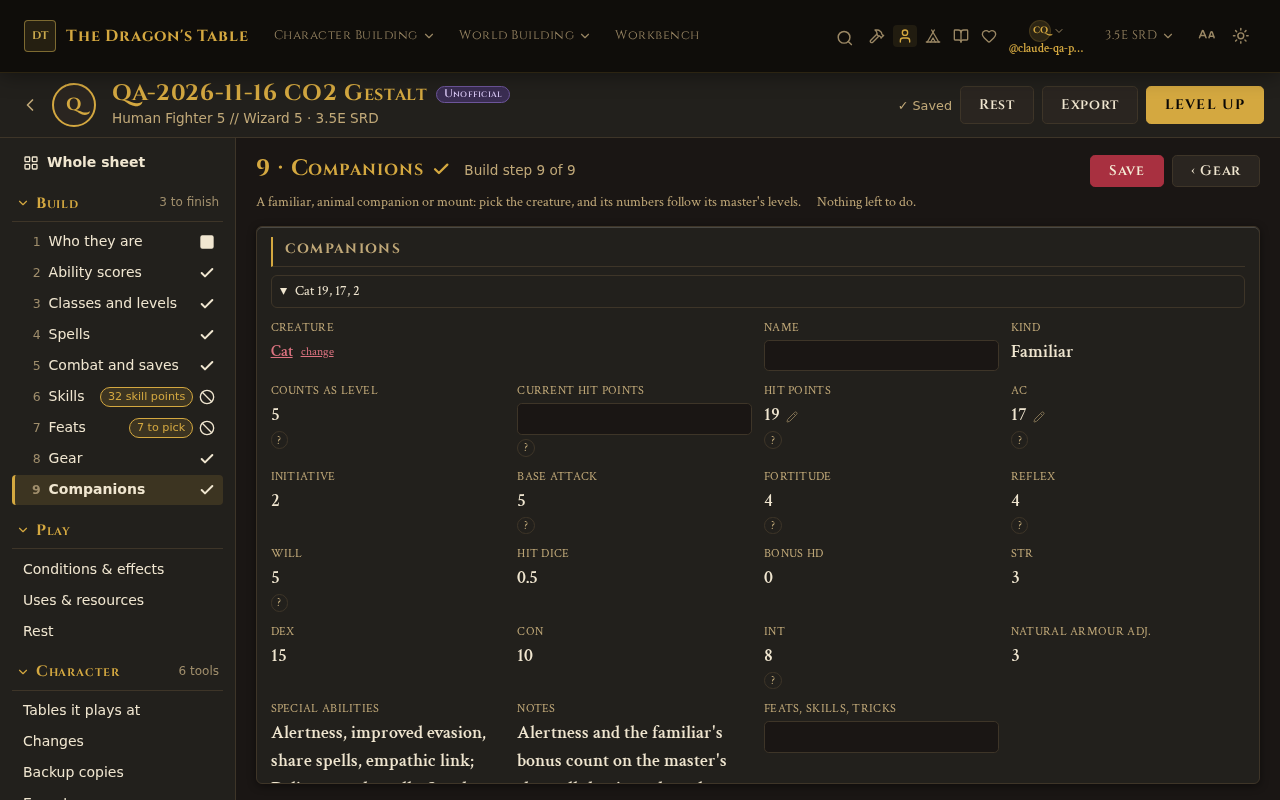 DT The Dragon's Table Character Building World Building Workbench CQ @claude-qa-p... 3.5E SRD AA
Q QA-2026-11-16 CO2 Gestalt Unofficial
Human Fighter 5 // Wizard 5 · 3.5E SRD
✓ Saved Rest Export Level Up
Whole sheet
Build 3 to finish
1 Who they are
2 Ability scores
3 Classes and levels
4 Spells
5 Combat and saves
6 Skills 32 skill points
7 Feats 7 to pick
8 Gear
9 Companions
Play
Conditions & effects
Uses & resources
Rest
Character 6 tools
Tables it plays at
Changes
Backup copies
9 · Companions Build step 9 of 9
Save ‹ Gear
A familiar, animal companion or mount: pick the creature, and its numbers follow its master's levels. Nothing left to do.
Companions
▼ Cat 19, 17, 2
CREATURE NAME KIND
Cat change Familiar
COUNTS AS LEVEL CURRENT HIT POINTS HIT POINTS AC
5 19 17
? ? ? ?
INITIATIVE BASE ATTACK FORTITUDE REFLEX
2 5 4 4
? ? ?
WILL HIT DICE BONUS HD STR
5 0.5 0 3
?
DEX CON INT NATURAL ARMOUR ADJ.
15 10 8 3
?
SPECIAL ABILITIES NOTES FEATS, SKILLS, TRICKS
Alertness, improved evasion, Alertness and the familiar's
share spells, empathic link; bonus count on the master's